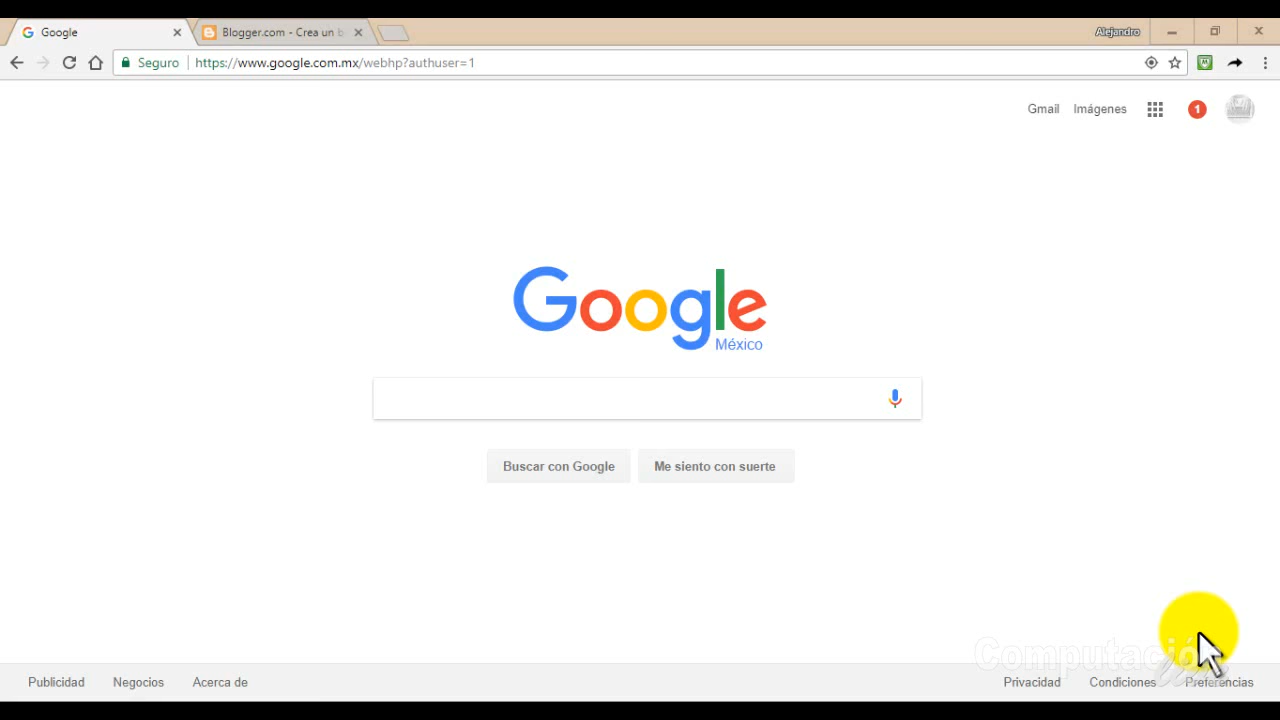 Google
Blogger.com - Crea un b
Alejandro
Seguro
https://www.google.com.mx/webhp?authuser=1
Gmail
Imágenes
1
Google
México
Buscar con Google
Me siento con suerte
Computación
Publicidad
Negocios
Acerca de
Privacidad
Condiciones
Preferencias